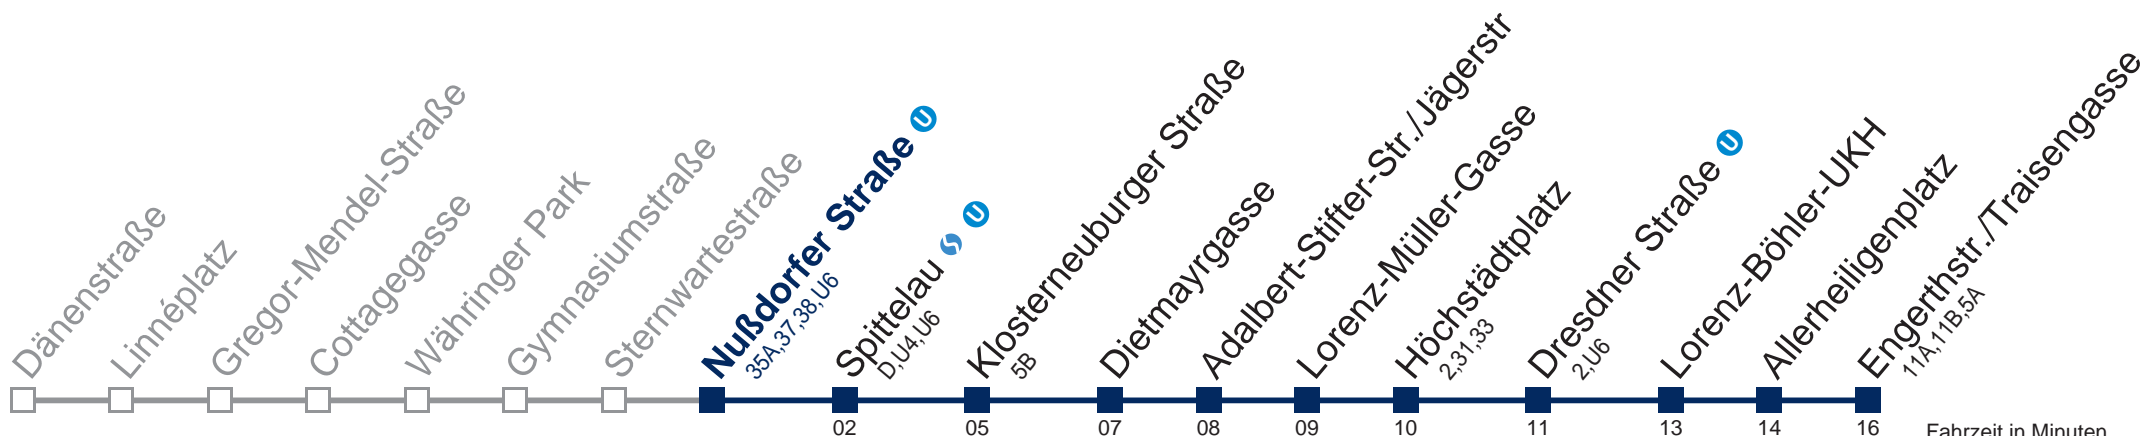 Dänenstraße
Linnéplatz
Gregor-Mendel-Straße
Cottagegasse
Währinger Park
Gymnasiumstraße
Sternwartestraße
Nußdorfer Straße U
35A,37,38,U6
Spittelau S U
D,U4,U6
Klosterneuburger Straße
5B
Dietmayrgasse
Adalbert-Stifter-Str./Jägerstr
Lorenz-Müller-Gasse
Höchstädtplatz
2,31,33
Dresdner Straße U
2,U6
Lorenz-Böhler-UKH
Allerheiligenplatz
Engerthstr./Traisengasse
11A,11B,5A
02 05 07 08 09 10 11 13 14 16
Fahrzeit in Minuten